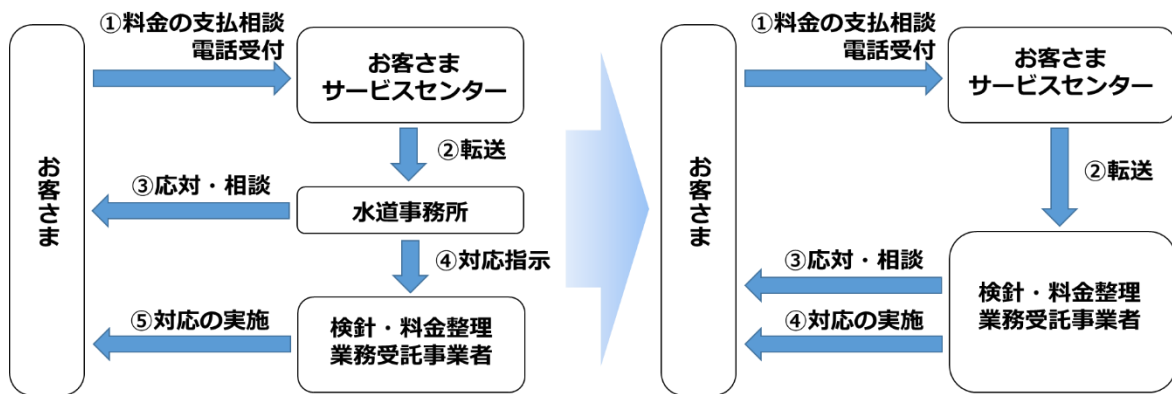 ①料金の支払相談
電話受付
お客さま
サービスセンター
②転送
お客さま
③応対・相談
水道事務所
④対応指示
⑤対応の実施
検針・料金整理
業務受託事業者
①料金の支払相談
電話受付
お客さま
サービスセンター
お客さま
②転送
③応対・相談
検針・料金整理
業務受託事業者
④対応の実施